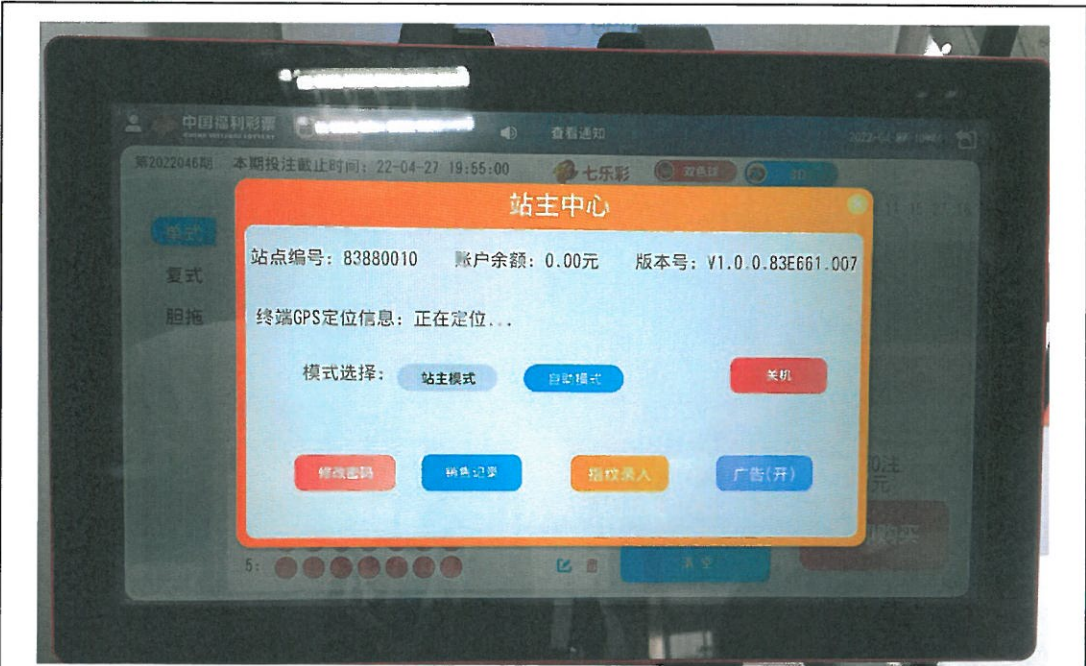 中国福利彩票
查看通知
第2022046期 本期投注截止时间: 22-04-27 19:55:00 七乐彩 双色球 3D
站主中心
单式
站点编号: 83880010 账户余额: 0.00元 版本号: V1.0.0.83E661.007
复式
胆拖
终端GPS定位信息: 正在定位...
模式选择: 站主模式 自助模式 关机
修改密码 销售记录 指纹录入 广告(开)
注
元
购买
5:
清空